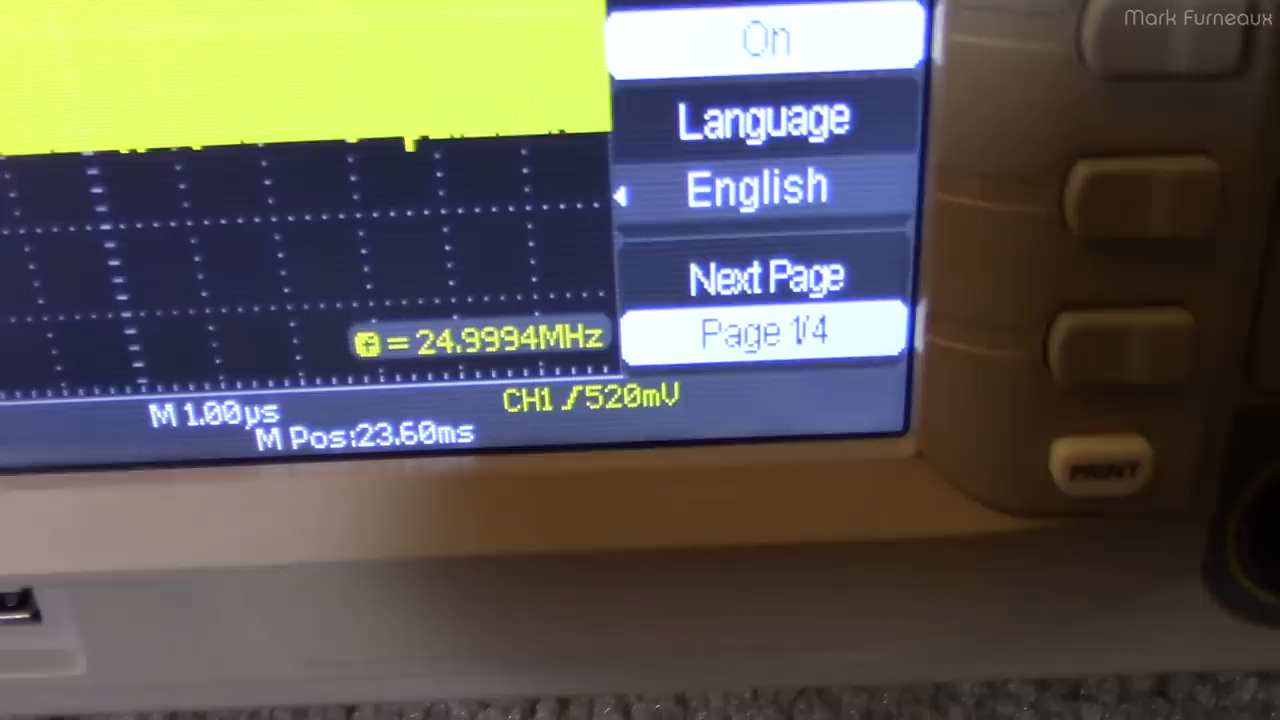 Mark Furneaux
On
Language
English
Next Page
Page 1/4
f = 24.9994MHz
CH1 520mV
M 1.00µs
M Pos:23.60ms
PRINT